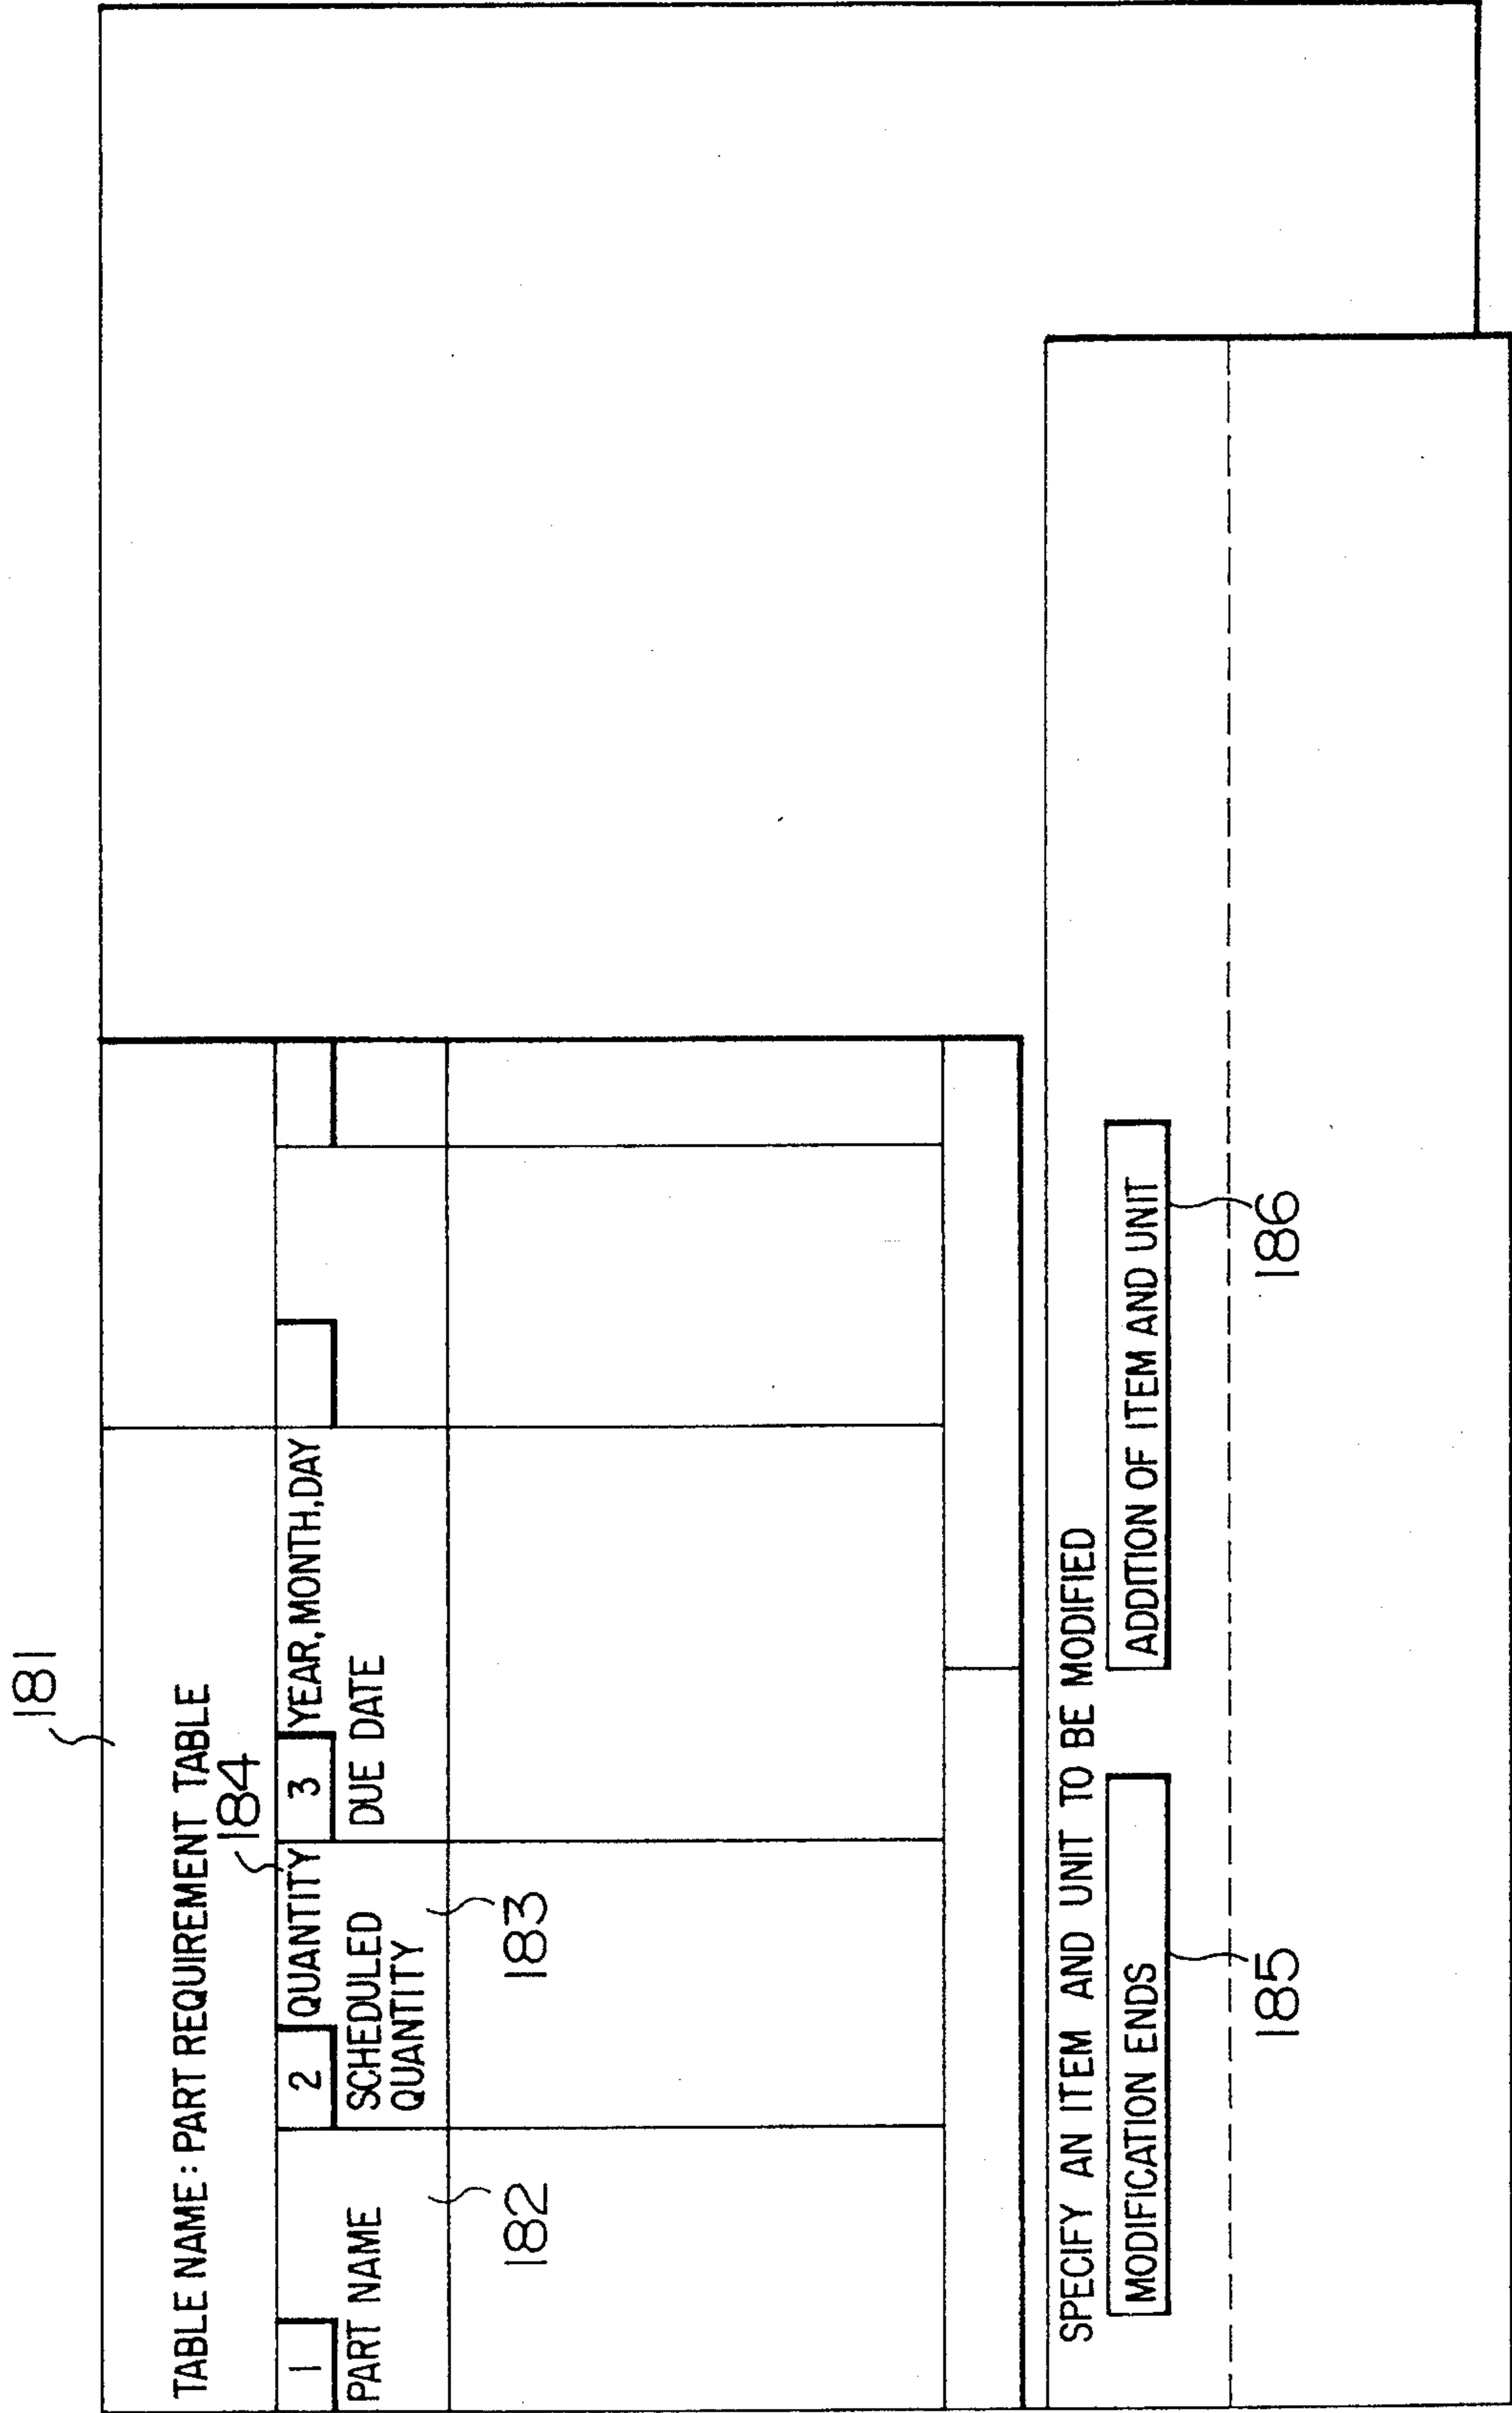 181
TABLE NAME: PART REQUIREMENT TABLE
184
1
2 QUANTITY
3 YEAR, MONTH, DAY
PART NAME
SCHEDULED
QUANTITY
DUE DATE
182
183
SPECIFY AN ITEM AND UNIT TO BE MODIFIED
MODIFICATION ENDS
ADDITION OF ITEM AND UNIT
185
186